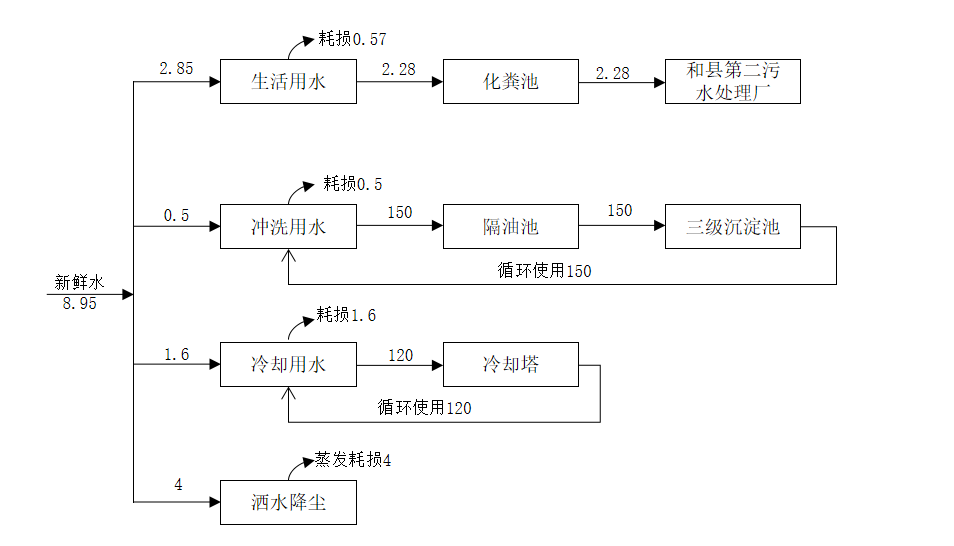 耗损0.57
2.85
生活用水
2.28
化粪池
2.28
和县第二污
水处理厂
耗损0.5
0.5
冲洗用水
150
隔油池
150
三级沉淀池
循环使用150
新鲜水
8.95
耗损1.6
1.6
冷却用水
120
冷却塔
循环使用120
蒸发耗损4
4
洒水降尘